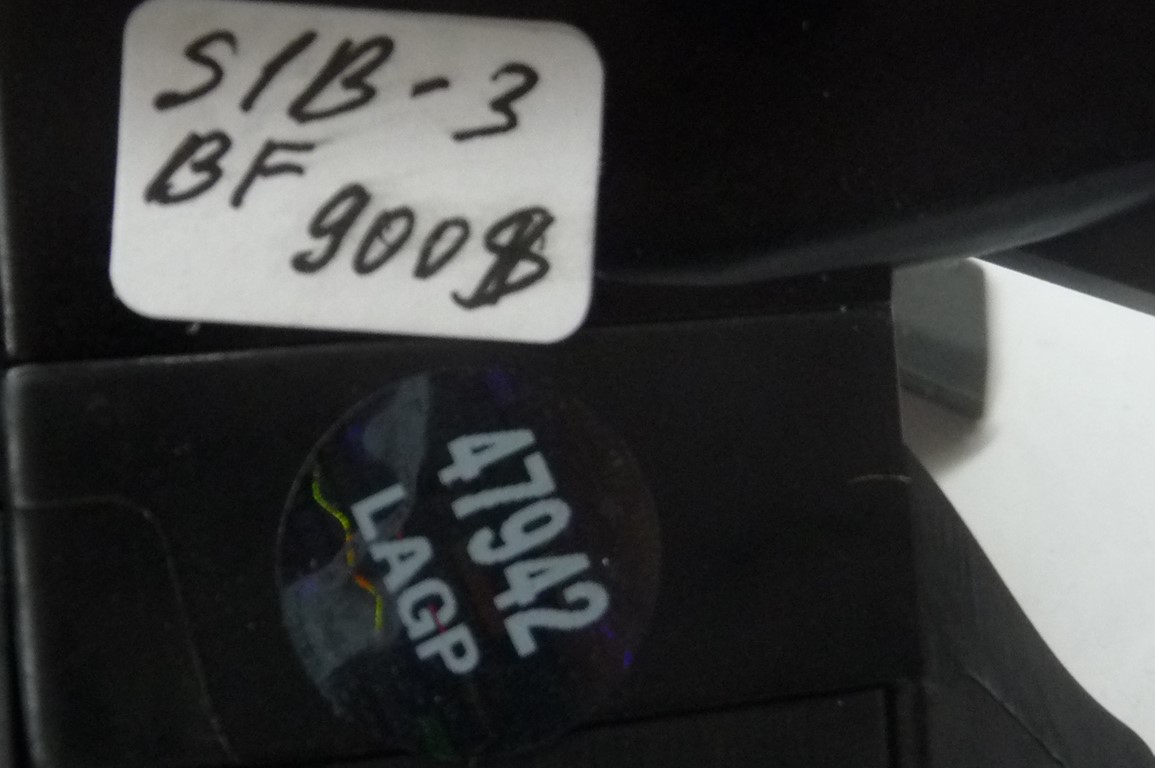 SIB-3
BF
900$
47942
LAGP